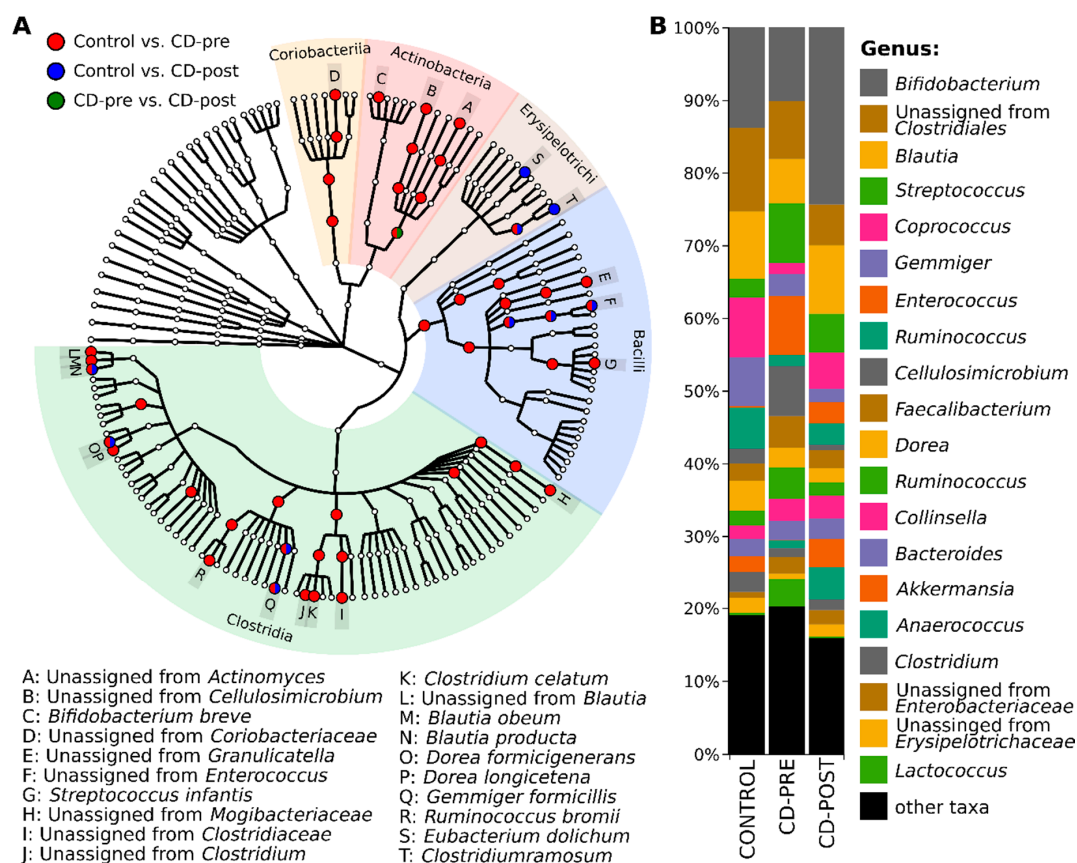 A
Control vs. CD-pre
Control vs. CD-post
CD-pre vs. CD-post
Coriobacteriia
Actinobacteria
Erysipelotrichi
Bacilli
Clostridia
D
C
B
A
S
T
E
F
G
H
I
J K
Q
R
OP
LMN
A: Unassigned from Actinomyces
B: Unassigned from Cellulosimicrobium
C: Bifidobacterium breve
D: Unassigned from Coriobacteriaceae
E: Unassigned from Granulicatella
F: Unassigned from Enterococcus
G: Streptococcus infantis
H: Unassigned from Mogibacteriaceae
I: Unassigned from Clostridiaceae
J: Unassigned from Clostridium
K: Clostridium celatum
L: Unassigned from Blautia
M: Blautia obeum
N: Blautia producta
O: Dorea formicigenerans
P: Dorea longicetena
Q: Gemmiger formicillis
R: Ruminococcus bromii
S: Eubacterium dolichum
T: Clostridiumramosum
B
100%
90%
80%
70%
60%
50%
40%
30%
20%
10%
0%
CONTROL
CD-PRE
CD-POST
Genus:
Bifidobacterium
Unassigned from
Clostridiales
Blautia
Streptococcus
Coprococcus
Gemmiger
Enterococcus
Ruminococcus
Cellulosimicrobium
Faecalibacterium
Dorea
Ruminococcus
Collinsella
Bacteroides
Akkermansia
Anaerococcus
Clostridium
Unassigned from
Enterobacteriaceae
Unassinged from
Erysipelotrichaceae
Lactococcus
other taxa